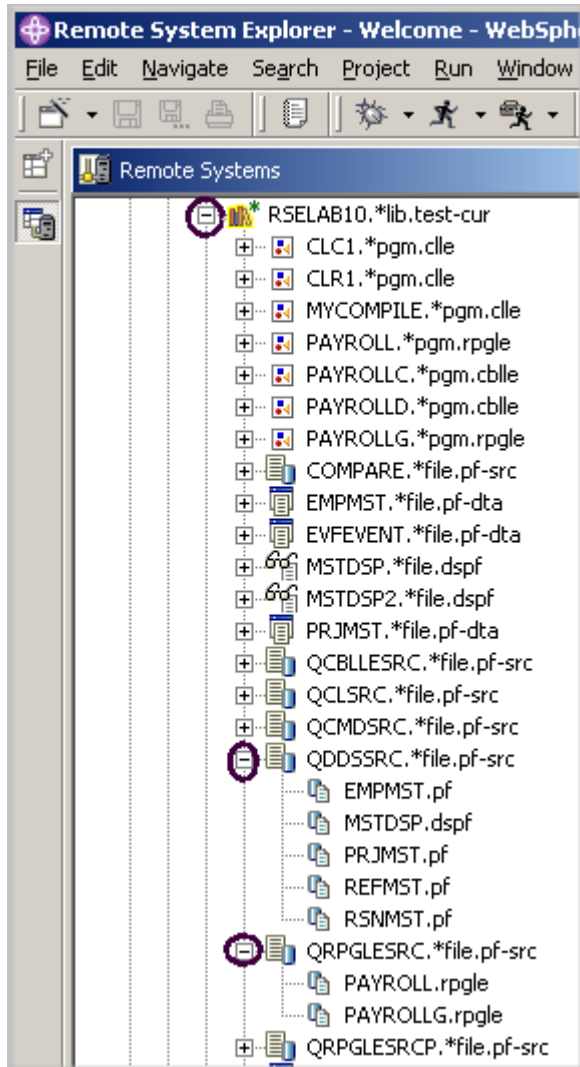 Remote System Explorer - Welcome - WebSph
File Edit Navigate Search Project Run Window
Remote Systems
RSELAB10.*lib.test-cur
CLC1.*pgm.clle
CLR1.*pgm.clle
MYCOMPILE.*pgm.clle
PAYROLL.*pgm.rpgle
PAYROLLC.*pgm.cblle
PAYROLLD.*pgm.cblle
PAYROLLG.*pgm.rpgle
COMPARE.*file.pf-src
EMPMST.*file.pf-dta
EVFEVENT.*file.pf-dta
MSTDSP.*file.dspf
MSTDSP2.*file.dspf
PRJMST.*file.pf-dta
QCBLLESRC.*file.pf-src
QCLSRC.*file.pf-src
QCMDSRC.*file.pf-src
QDDSSRC.*file.pf-src
EMPMST.pf
MSTDSP.dspf
PRJMST.pf
REFMST.pf
RSNMST.pf
QRPGLESRC.*file.pf-src
PAYROLL.rpgle
PAYROLLG.rpgle
QRPGLESRCP.*file.pf-src